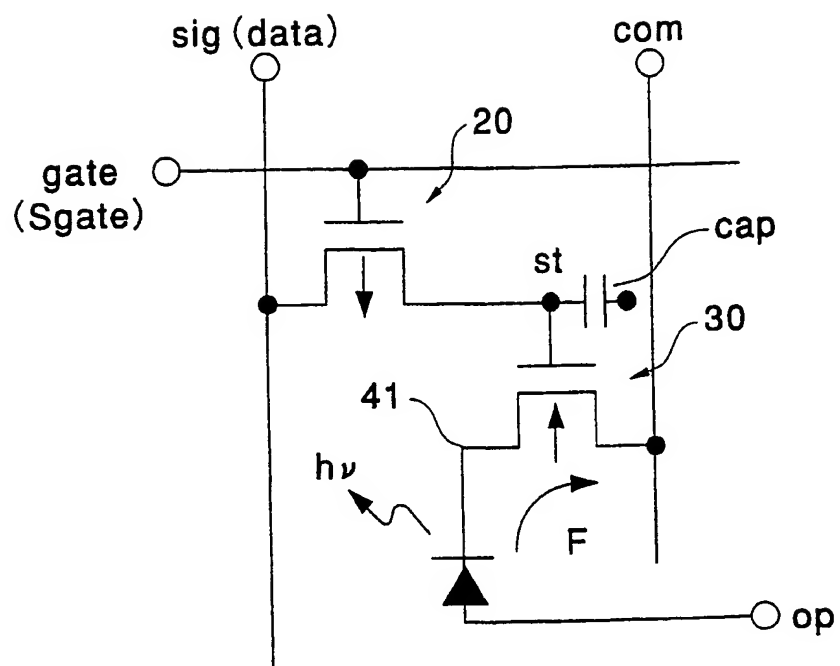 sig (data)
com
20
gate
(Sgate)
cap
st
30
41
hν
F
op